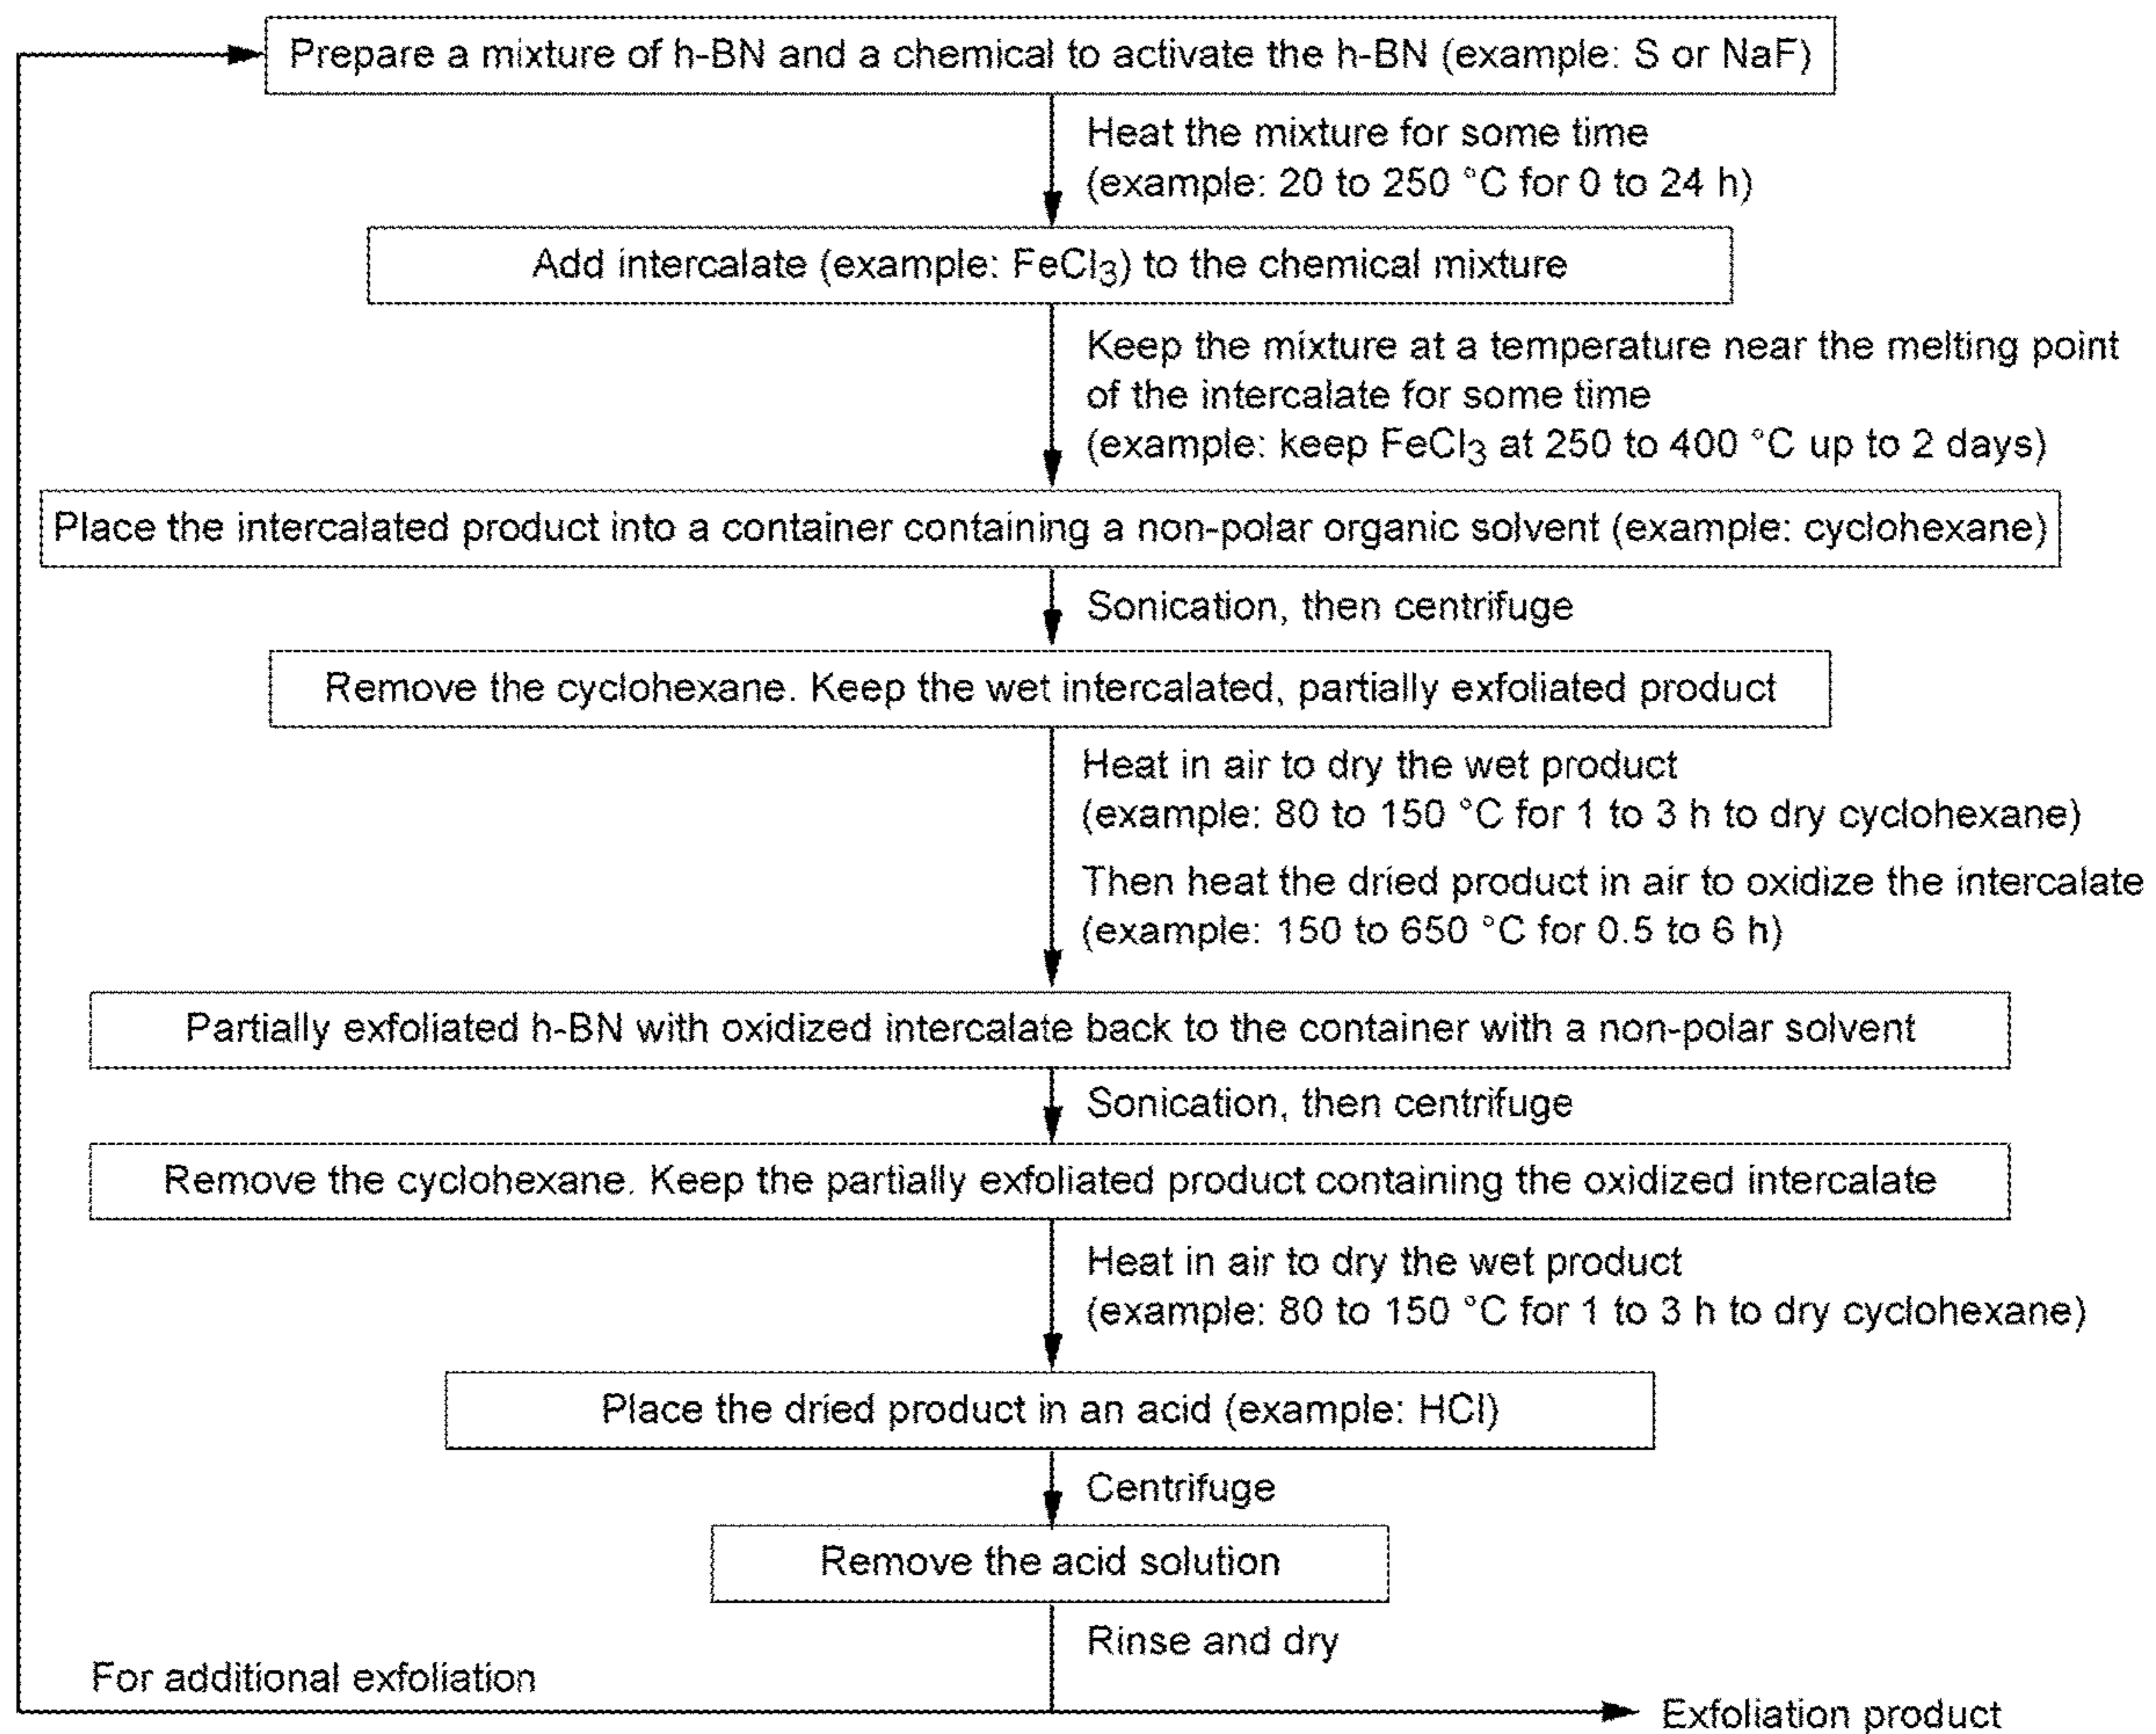 Prepare a mixture of h-BN and a chemical to activate the h-BN (example: S or NaF)
Heat the mixture for some time
(example: 20 to 250 °C for 0 to 24 h)
Add intercalate (example: FeCl3) to the chemical mixture
Keep the mixture at a temperature near the melting point
of the intercalate for some time
(example: keep FeCl3 at 250 to 400 °C up to 2 days)
Place the intercalated product into a container containing a non-polar organic solvent (example: cyclohexane)
Sonication, then centrifuge
Remove the cyclohexane. Keep the wet intercalated, partially exfoliated product
Heat in air to dry the wet product
(example: 80 to 150 °C for 1 to 3 h to dry cyclohexane)
Then heat the dried product in air to oxidize the intercalate
(example: 150 to 650 °C for 0.5 to 6 h)
Partially exfoliated h-BN with oxidized intercalate back to the container with a non-polar solvent
Sonication, then centrifuge
Remove the cyclohexane. Keep the partially exfoliated product containing the oxidized intercalate
Heat in air to dry the wet product
(example: 80 to 150 °C for 1 to 3 h to dry cyclohexane)
Place the dried product in an acid (example: HCl)
Centrifuge
Remove the acid solution
Rinse and dry
For additional exfoliation
Exfoliation product